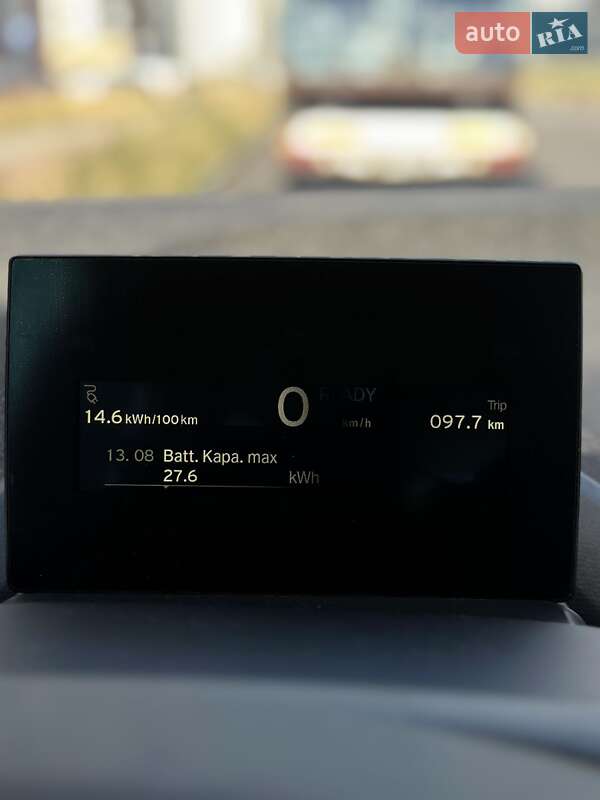 auto RIA.com
READY
14.6 kWh/100 km
0 km/h
Trip
097.7 km
13. 08 Batt. Kapa. max
27.6 kWh